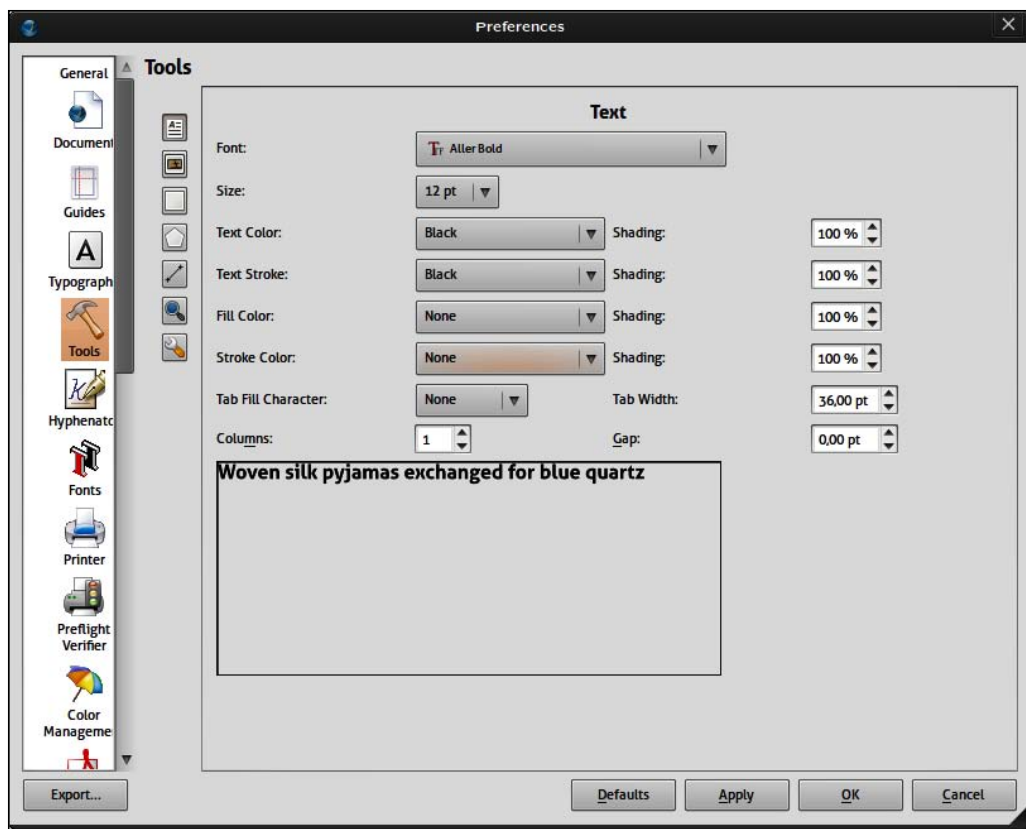 Preferences
General
Document
Guides
A
Typograph
Tools
Hyphenatc
Fonts
Printer
Preflight
Verifier
Color
Manageme
Export...
Tools
Text
Font: Aller Bold
Size: 12 pt
Text Color: Black Shading: 100 %
Text Stroke: Black Shading: 100 %
Fill Color: None Shading: 100 %
Stroke Color: None Shading: 100 %
Tab Fill Character: None Tab Width: 36,00 pt
Columns: 1 Gap: 0,00 pt
Woven silk pyjamas exchanged for blue quartz
Defaults Apply OK Cancel